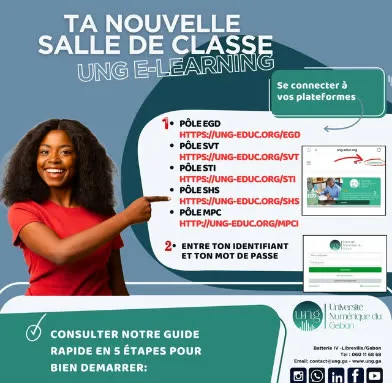 TA NOUVELLE
SALLE DE CLASSE
UNG E-LEARNING
Se connecter à
vos plateformes
1
• PÔLE EGD
HTTPS://UNG-EDUC.ORG/EGD
• PÔLE SVT
HTTPS://UNG-EDUC.ORG/SVT
• PÔLE STI
HTTPS://UNG-EDUC.ORG/STI
• PÔLE SHS
HTTPS://UNG-EDUC.ORG/SHS
• PÔLE MPC
HTTP://UNG-EDUC.ORG/MPCI
2• ENTRE TON IDENTIFIANT
ET TON MOT DE PASSE
ung-educ.org
ung
Université
Numérique du
Gabon
Batterie IV -Libreville/Gabon
Email: contact@ung.ga - www.ung.ga
CONSULTER NOTRE GUIDE
RAPIDE EN 5 ÉTAPES POUR
BIEN DEMARRER: